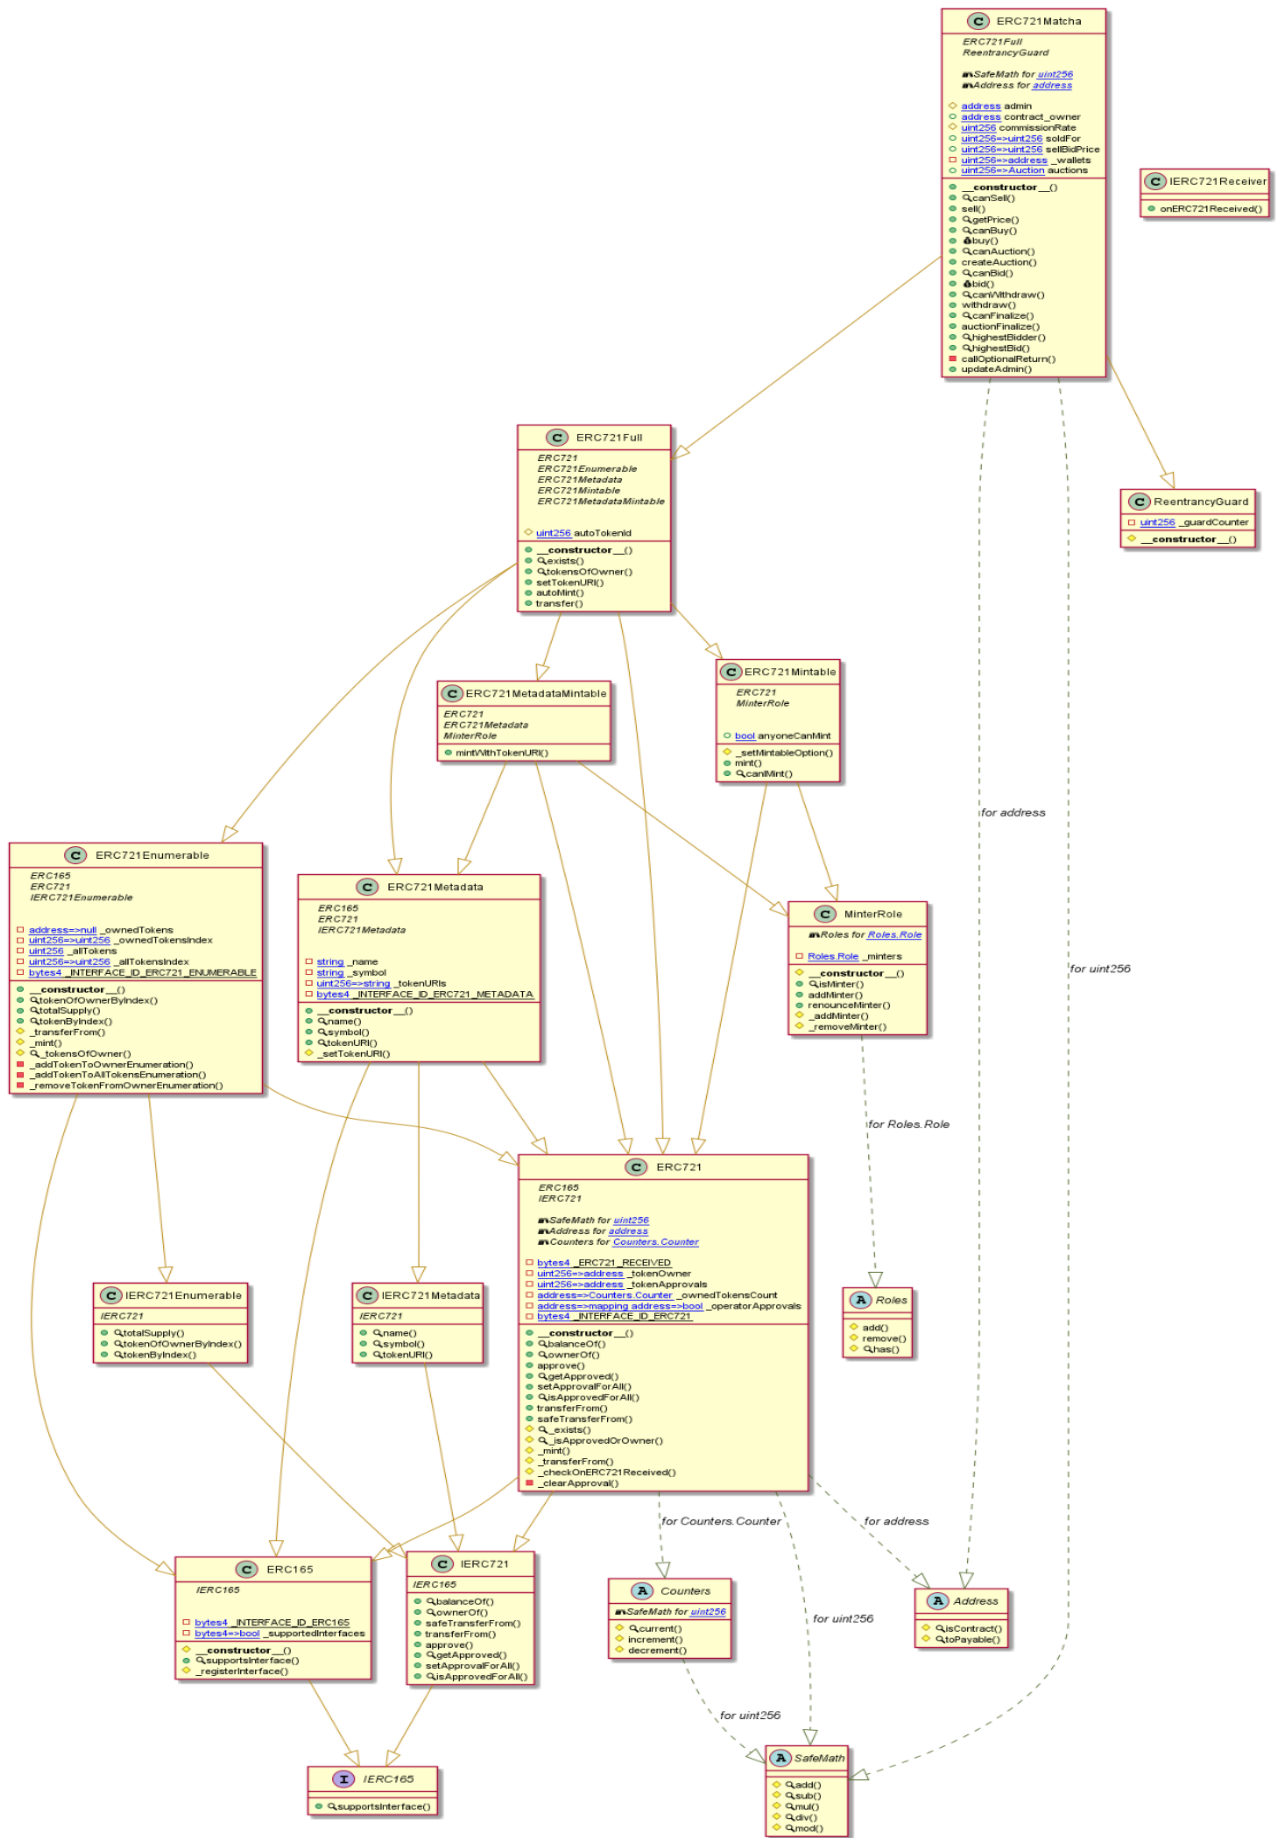 C ERC721Matcha
ERC721Full
ReentrancyGuard
SafeMath for uint256
Address for address
address admin
address contract_owner
uint256 commissionRate
uint256=>uint256 soldFor
uint256=>uint256 sellBidPrice
uint256=>address _wallets
uint256=>Auction auctions
__constructor__()
canSell()
sell()
getPrice()
canBuy()
buy()
canAuction()
createAuction()
canBid()
bid()
canWithdraw()
withdraw()
canFinalize()
auctionFinalize()
highestBidder()
highestBid()
callOptionalReturn()
updateAdmin()
C IERC721Receiver
onERC721Received()
C ERC721Full
ERC721
ERC721Enumerable
ERC721Metadata
ERC721Mintable
ERC721MetadataMintable
uint256 autoTokenId
__constructor__()
exists()
tokensOfOwner()
setTokenURI()
autoMint()
transfer()
C ReentrancyGuard
uint256 _guardCounter
__constructor__()
C ERC721MetadataMintable
ERC721
ERC721Metadata
MinterRole
mintWithTokenURI()
C ERC721Mintable
ERC721
MinterRole
bool anyoneCanMint
_setMintableOption()
mint()
canIMint()
for address
for uint256
C ERC721Enumerable
ERC165
ERC721
IERC721Enumerable
address=>null _ownedTokens
uint256=>uint256 _ownedTokensIndex
uint256 _allTokens
uint256=>uint256 _allTokensIndex
bytes4 _INTERFACE_ID_ERC721_ENUMERABLE
__constructor__()
tokenOfOwnerByIndex()
totalSupply()
tokenByIndex()
_transferFrom()
_mint()
_tokensOfOwner()
_addTokenToOwnerEnumeration()
_addTokenToAllTokensEnumeration()
_removeTokenFromOwnerEnumeration()
C ERC721Metadata
ERC165
ERC721
IERC721Metadata
string _name
string _symbol
uint256=>string _tokenURIs
bytes4 _INTERFACE_ID_ERC721_METADATA
__constructor__()
name()
symbol()
tokenURI()
_setTokenURI()
C MinterRole
Roles for Roles.Role
Roles.Role _minters
__constructor__()
isMinter()
addMinter()
renounceMinter()
_addMinter()
_removeMinter()
for Roles.Role
C ERC721
ERC165
IERC721
SafeMath for uint256
Address for address
Counters for Counters.Counter
bytes4 _ERC721_RECEIVED
uint256=>address _tokenOwner
uint256=>address _tokenApprovals
address=>Counters.Counter _ownedTokensCount
address=>mapping address=>bool _operatorApprovals
bytes4 _INTERFACE_ID_ERC721
__constructor__()
balanceOf()
ownerOf()
approve()
getApproved()
setApprovalForAll()
isApprovedForAll()
transferFrom()
safeTransferFrom()
_exists()
_isApprovedOrOwner()
_mint()
_transferFrom()
_checkOnERC721Received()
_clearApproval()
C IERC721Enumerable
IERC721
totalSupply()
tokenOfOwnerByIndex()
tokenByIndex()
C IERC721Metadata
IERC721
name()
symbol()
tokenURI()
A Roles
add()
remove()
has()
for Counters.Counter
for address
for uint256
C ERC165
IERC165
bytes4 _INTERFACE_ID_ERC165
bytes4=>bool _supportedInterfaces
__constructor__()
supportsInterface()
_registerInterface()
C IERC721
IERC165
balanceOf()
ownerOf()
safeTransferFrom()
transferFrom()
approve()
getApproved()
setApprovalForAll()
isApprovedForAll()
A Counters
SafeMath for uint256
current()
increment()
decrement()
A Address
isContract()
toPayable()
for uint256
I IERC165
supportsInterface()
A SafeMath
add()
sub()
mul()
div()
mod()